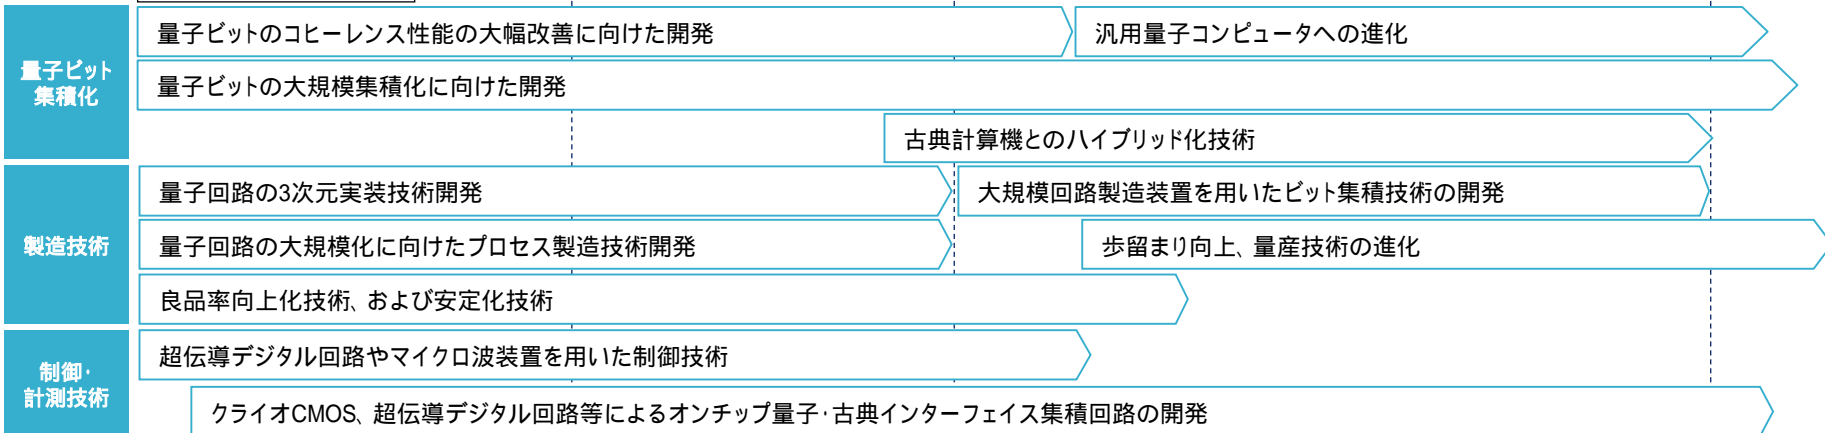 量子ビットのコヒーレンス性能の大幅改善に向けた開発
汎用量子コンピュータへの進化
量子ビット
集積化
量子ビットの大規模集積化に向けた開発
古典計算機とのハイブリッド化技術
量子回路の3次元実装技術開発
大規模回路製造装置を用いたビット集積技術の開発
製造技術
量子回路の大規模化に向けたプロセス製造技術開発
歩留まり向上、量産技術の進化
良品率向上化技術、および安定化技術
制御・
計測技術
超伝導デジタル回路やマイクロ波装置を用いた制御技術
クライオCMOS、超伝導デジタル回路等によるオンチップ量子・古典インターフェイス集積回路の開発